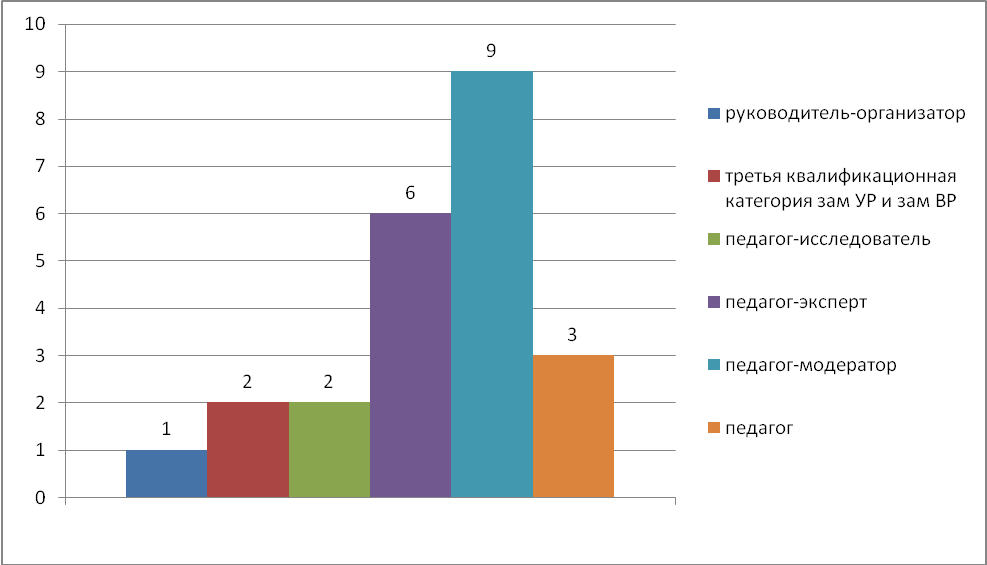 10
9
8
7
6
5
4
3
2
1
0
1
2
2
6
9
3
руководитель-организатор
третья квалификационная
категория зам УР и зам ВР
педагог-исследователь
педагог-эксперт
педагог-модератор
педагог